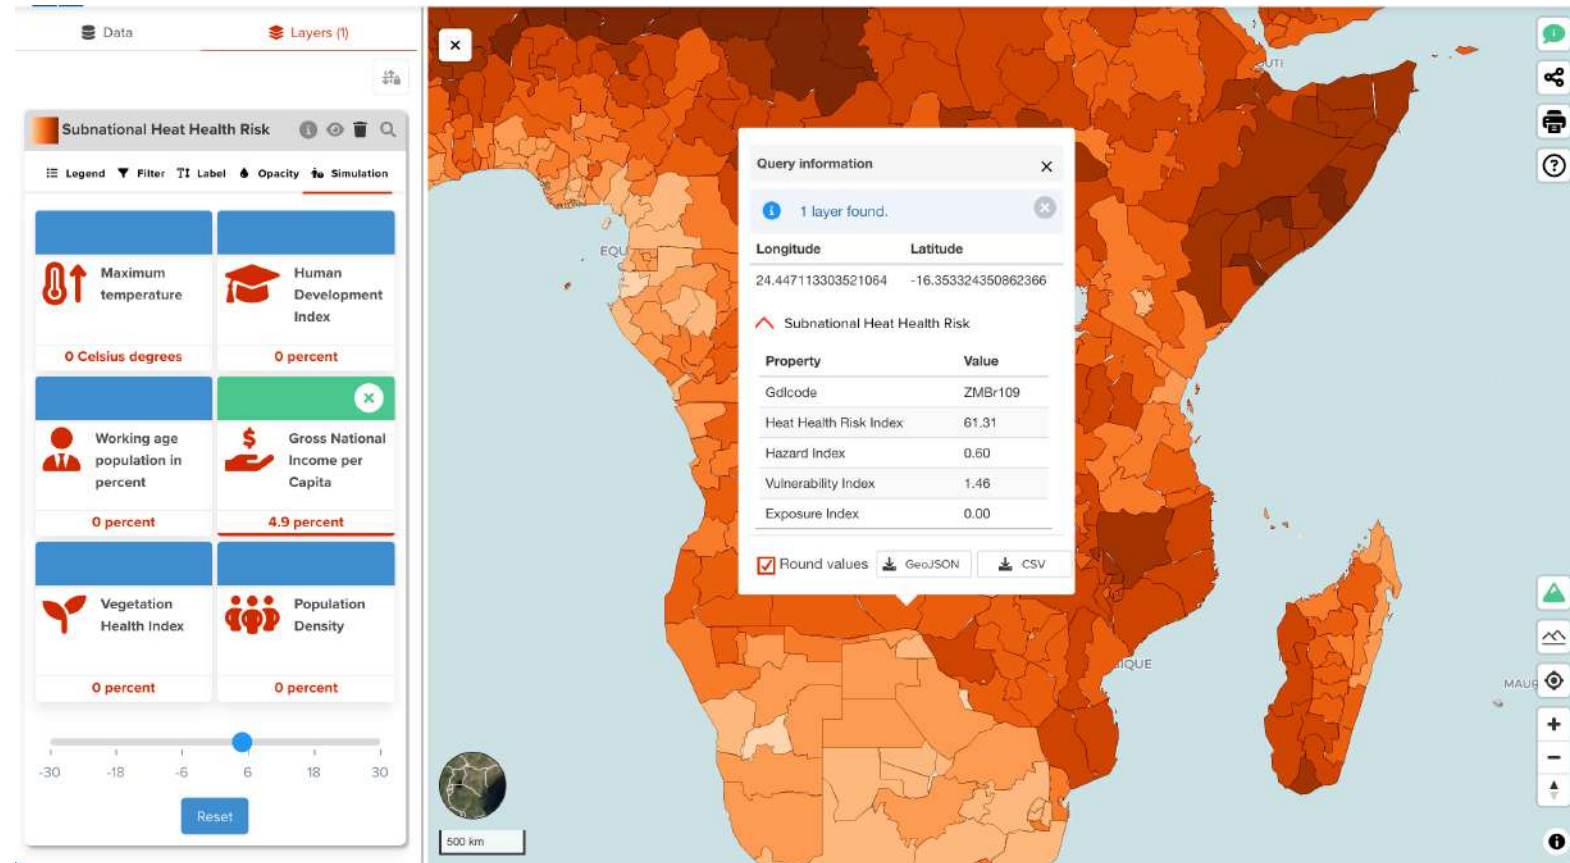 Data
Layers (1)
Subnational Heat Health Risk
Legend
Filter
Label
Opacity
Simulation
Maximum
temperature
0 Celsius degrees
Human
Development
Index
0 percent
Working age
population in
percent
0 percent
Gross National
Income per
Capita
4.9 percent
Vegetation
Health Index
0 percent
Population
Density
0 percent
-30 -18 -6 6 18 30
Reset
Query information
1 layer found.
Longitude Latitude
24.447113303521064 -16.353324350862366
Subnational Heat Health Risk
Property Value
Gdlcode ZMBr109
Heat Health Risk Index 61.31
Hazard Index 0.60
Vulnerability Index 1.46
Exposure Index 0.00
Round values
GeoJSON
CSV
EQU
UTI
IQUE
MAUR
500 km